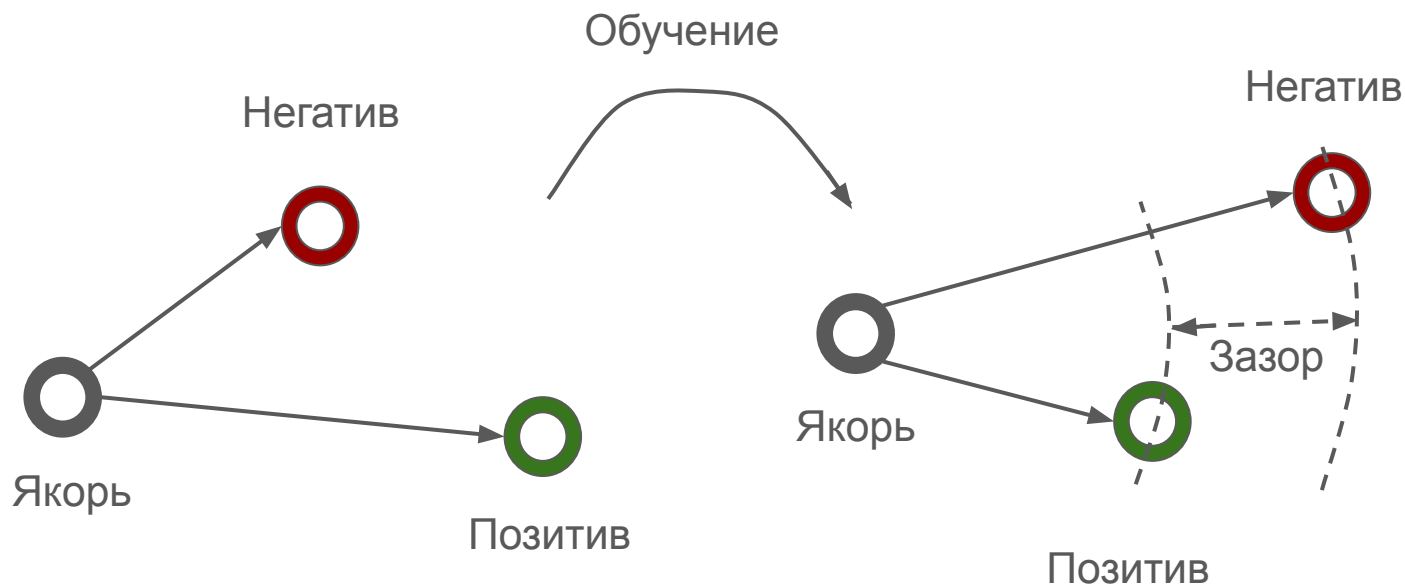 Обучение
Негатив
Негатив
Зазор
Якорь
Якорь
Позитив
Позитив